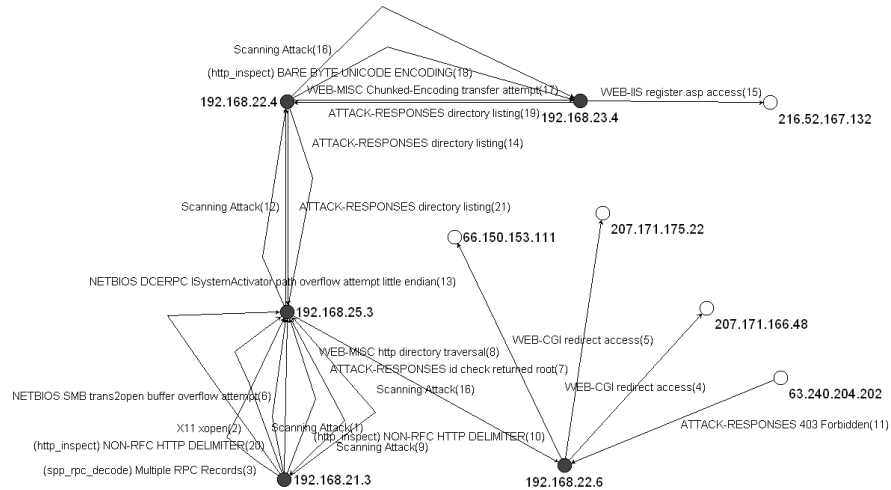 Scanning Attack(16)
(http_inspect) BARE BYTE UNICODE ENCODING(18)
WEB-MISC Chunked-Encoding transfer attempt(17)
WEB-IIS register.asp access(15)
192.168.22.4
ATTACK-RESPONSES directory listing(19)
192.168.23.4
216.52.167.132
ATTACK-RESPONSES directory listing(14)
Scanning Attack(12)
ATTACK-RESPONSES directory listing(21)
66.150.153.111
207.171.175.22
NETBIOS DCERPC ISystemActivator path overflow attempt little endian(13)
192.168.25.3
207.171.166.48
WEB-CGI redirect access(5)
WEB-MISC http directory traversal(8)
ATTACK-RESPONSES id check returned root(7)
Scanning Attack(16)
WEB-CGI redirect access(4)
63.240.204.202
NETBIOS SMB trans2open buffer overflow attempt(6)
ATTACK-RESPONSES 403 Forbidden(11)
X11 xopen(2)
Scanning Attack(1)
(http_inspect) NON-RFC HTTP DELIMITER(10)
(http_inspect) NON-RFC HTTP DELIMITER(20)
Scanning Attack(9)
(spp_rpc_decode) Multiple RPC Records(3)
192.168.21.3
192.168.22.6